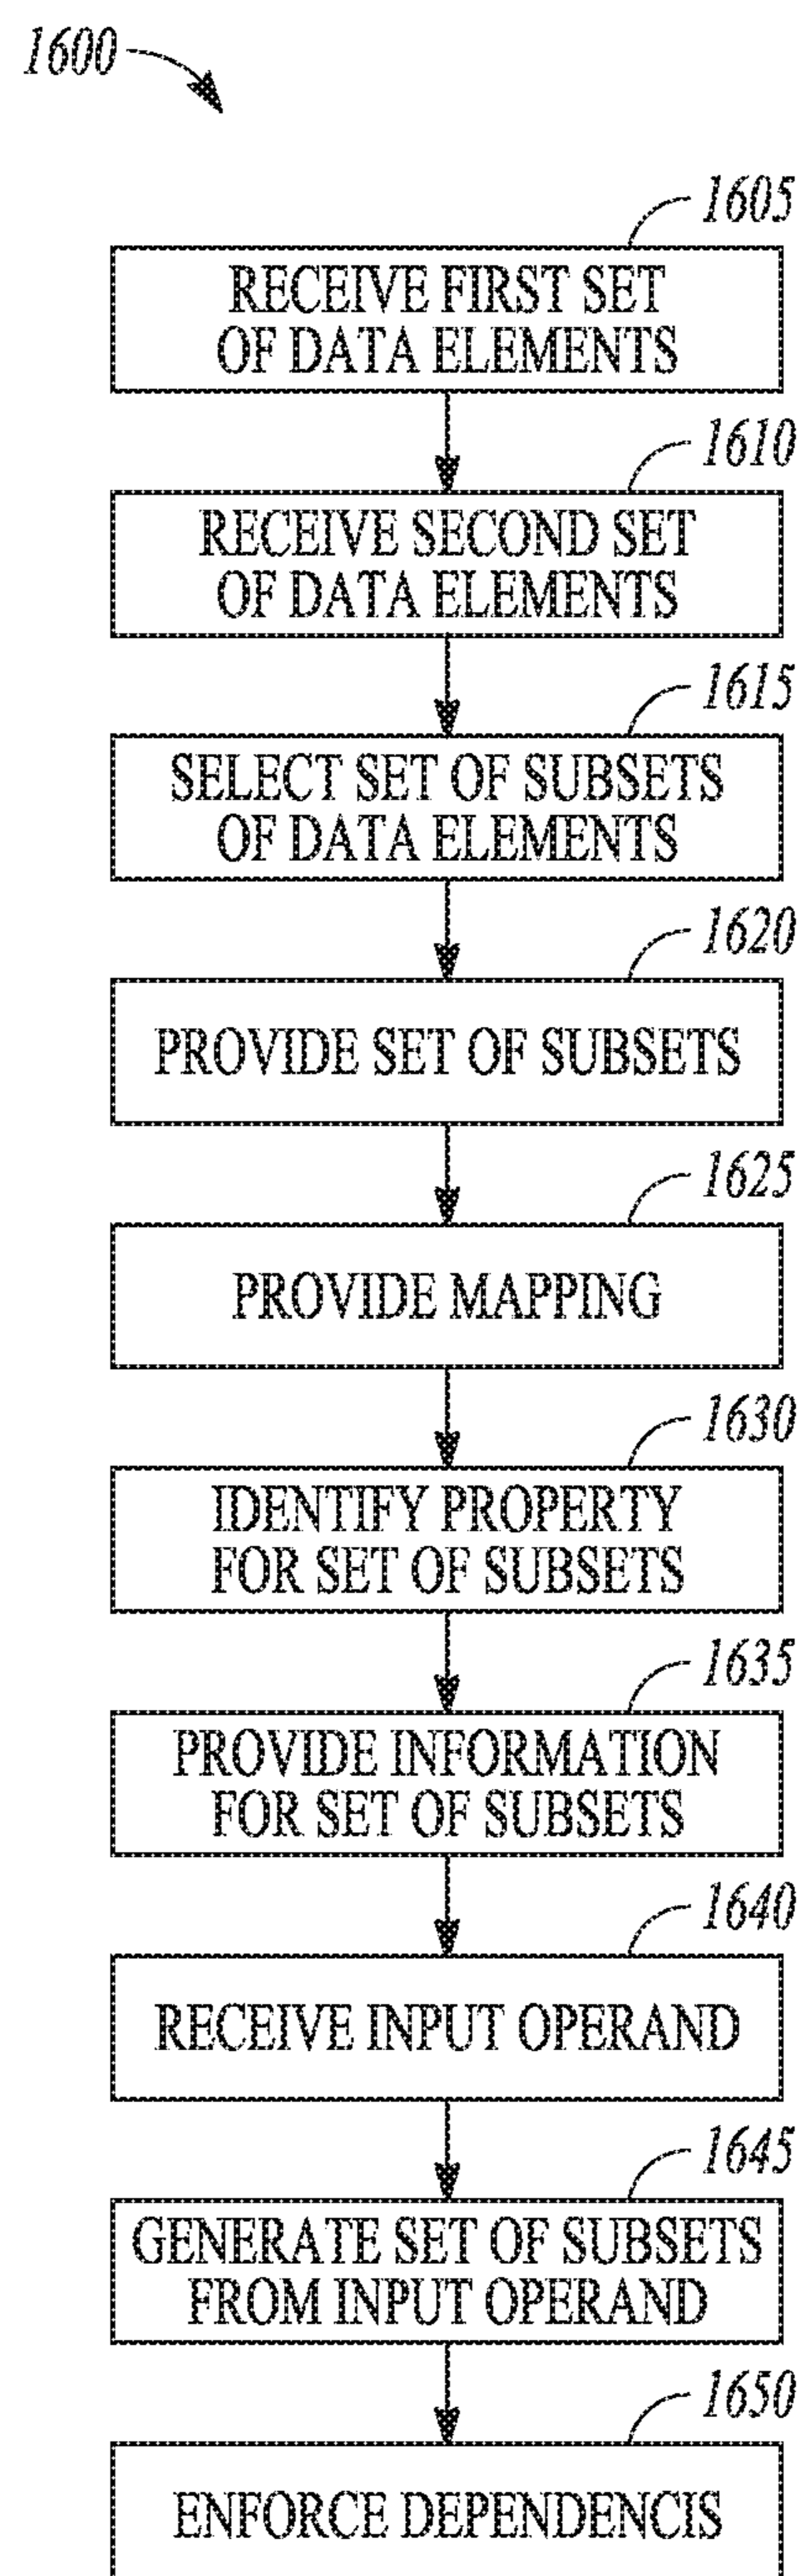 1600
1605
RECEIVE FIRST SET
OF DATA ELEMENTS
1610
RECEIVE SECOND SET
OF DATA ELEMENTS
1615
SELECT SET OF SUBSETS
OF DATA ELEMENTS
1620
PROVIDE SET OF SUBSETS
1625
PROVIDE MAPPING
1630
IDENTIFY PROPERTY
FOR SET OF SUBSETS
1635
PROVIDE INFORMATION
FOR SET OF SUBSETS
1640
RECEIVE INPUT OPERAND
1645
GENERATE SET OF SUBSETS
FROM INPUT OPERAND
1650
ENFORCE DEPENDENCIS